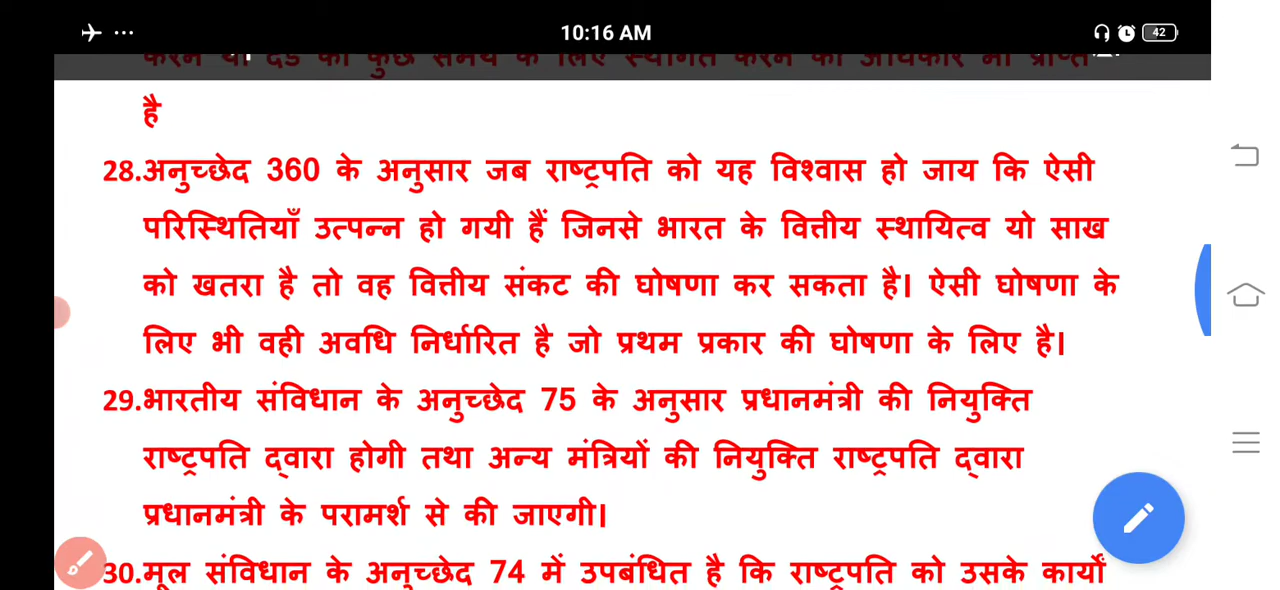 10:16 AM
42
है
28.अनुच्छेद 360 के अनुसार जब राष्ट्रपति को यह विश्वास हो जाय कि ऐसी
परिस्थितियाँ उत्पन्न हो गयी हैं जिनसे भारत के वित्तीय स्थायित्व यो साख
को खतरा है तो वह वित्तीय संकट की घोषणा कर सकता है। ऐसी घोषणा के
लिए भी वही अवधि निर्धारित है जो प्रथम प्रकार की घोषणा के लिए है।
29.भारतीय संविधान के अनुच्छेद 75 के अनुसार प्रधानमंत्री की नियुक्ति
राष्ट्रपति द्वारा होगी तथा अन्य मंत्रियों की नियुक्ति राष्ट्रपति द्वारा
प्रधानमंत्री के परामर्श से की जाएगी।
30.मूल संविधान के अनुच्छेद 74 में उपबंधित है कि राष्ट्रपति को उसके कार्यों